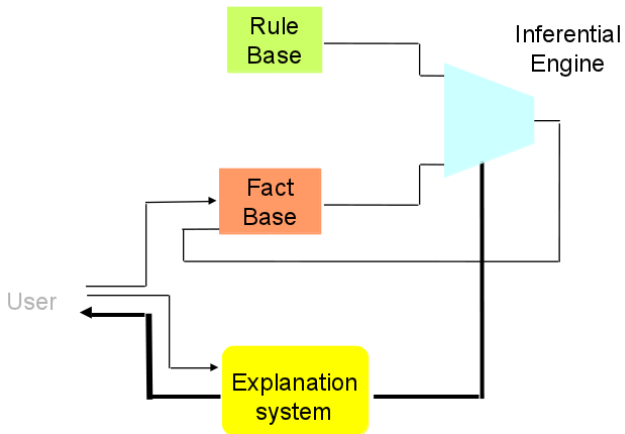 Rule
Base
Inferential
Engine
Fact
Base
User
Explanation
system